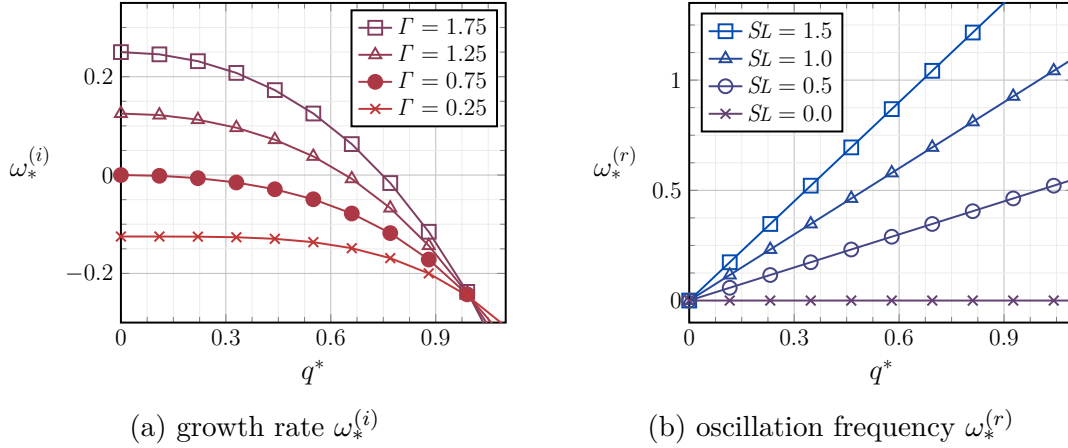 Γ = 1.75
Γ = 1.25
Γ = 0.75
Γ = 0.25
0.2
0
−0.2
ω*^(i)
0 0.3 0.6 0.9
q*
(a) growth rate ω*^(i)
SL = 1.5
SL = 1.0
SL = 0.5
SL = 0.0
1
0.5
0
ω*^(r)
0 0.3 0.6 0.9
q*
(b) oscillation frequency ω*^(r)